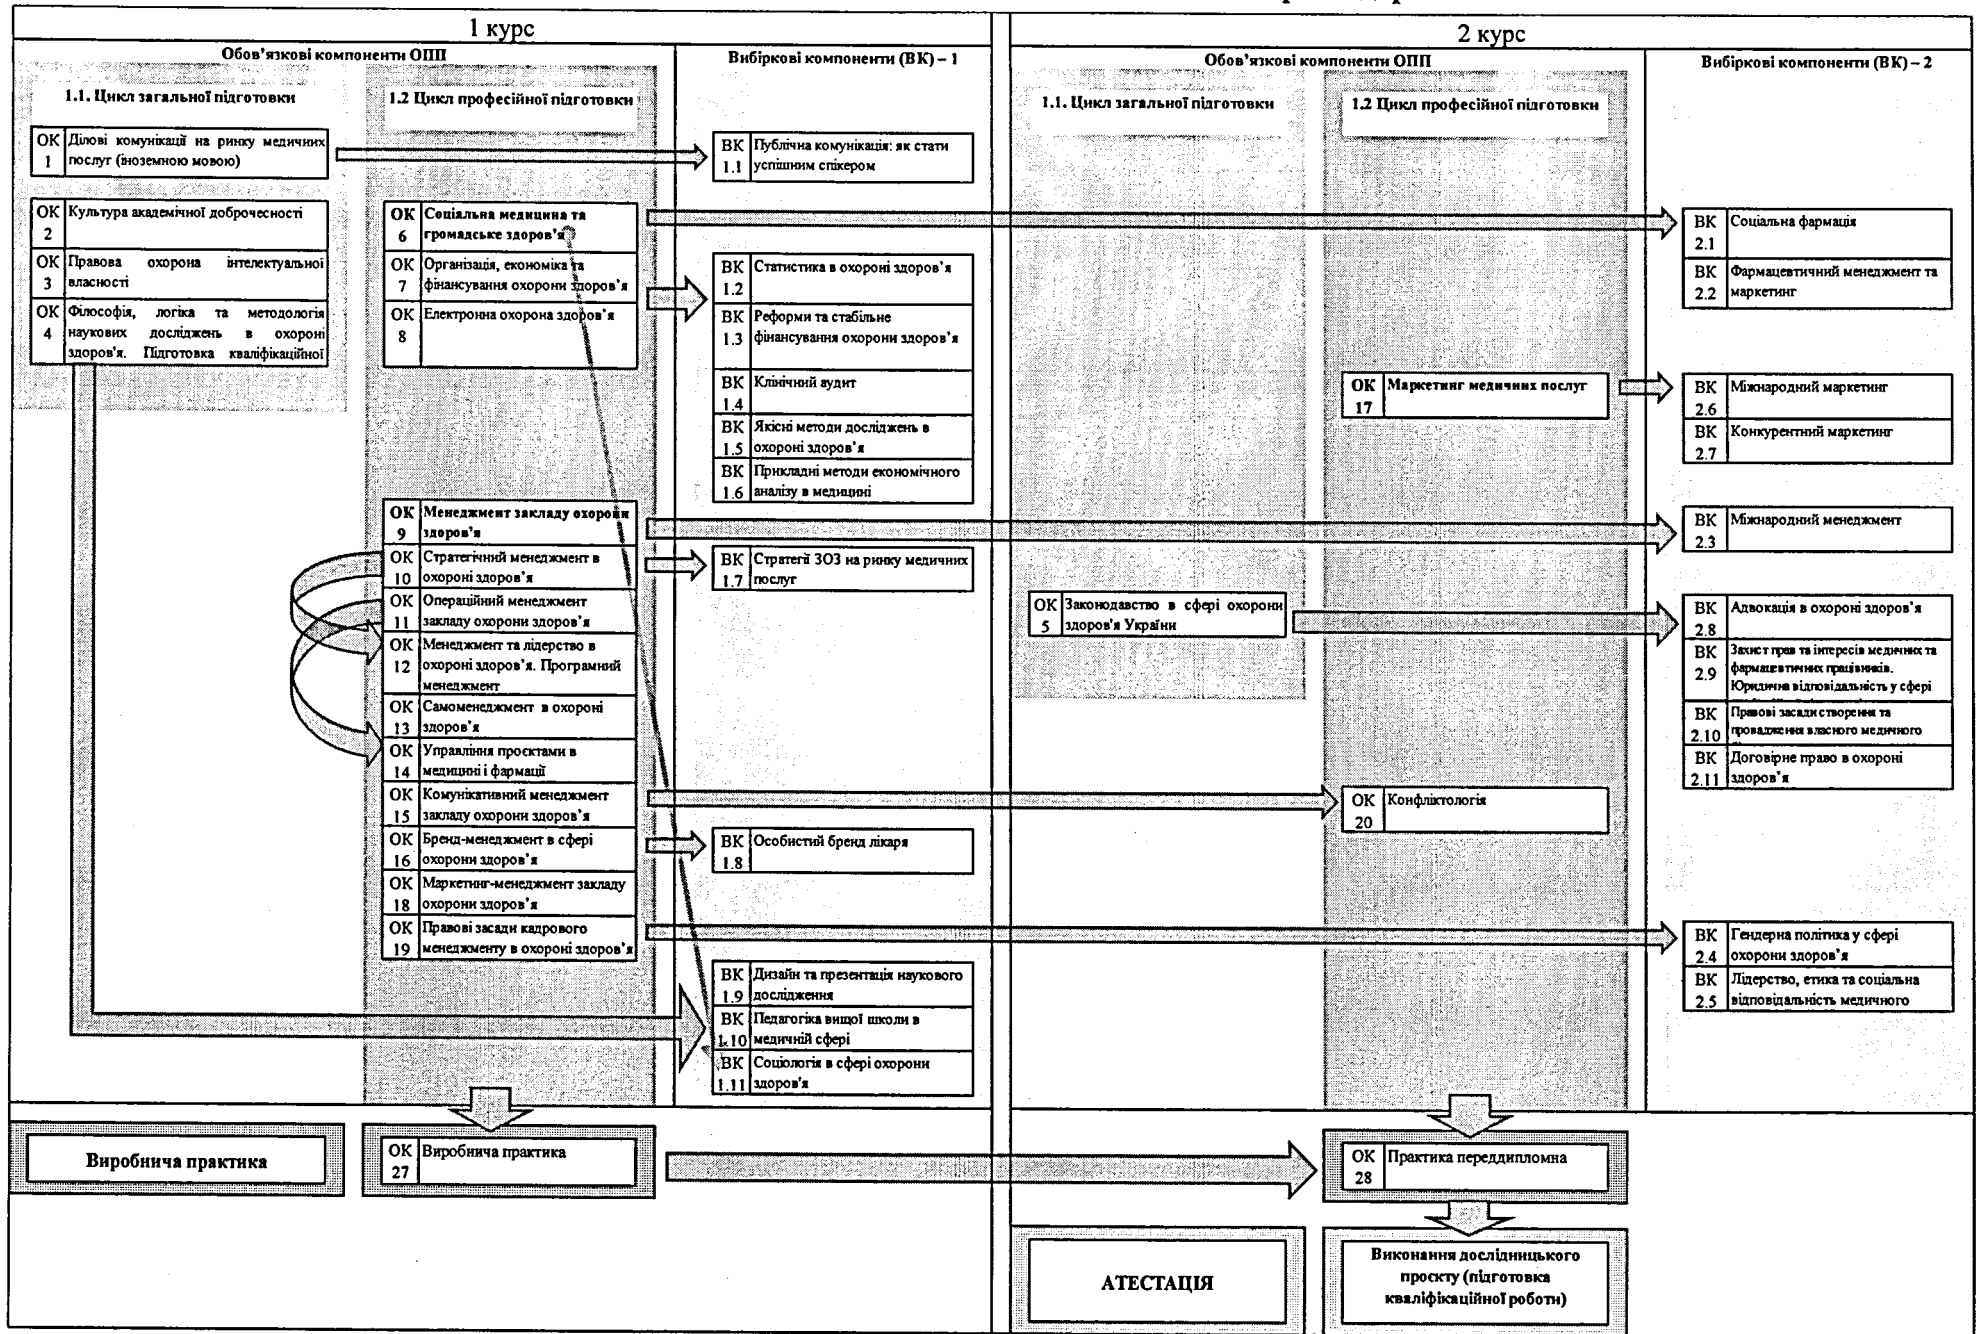 1 курс
Обов'язкові компоненти ОПП
Вибіркові компоненти (ВК) – 1
1.1. Цикл загальної підготовки
1.2 Цикл професійної підготовки
ОК 1
Ділові комунікації на ринку медичних
послуг (іноземною мовою)
ОК 2
Культура академічної доброчесності
ОК 3
Правова охорона інтелектуальної
власності
ОК 4
Філософія, логіка та методологія
наукових досліджень в охороні
здоров'я. Підготовка кваліфікаційної
ОК 6
Соціальна медицина та
громадське здоров'я
ОК 7
Організація, економіка та
фінансування охорони здоров'я
ОК 8
Електронна охорона здоров'я
ОК 9
Менеджмент закладу охорони
здоров'я
ОК 10
Стратегічний менеджмент в
охороні здоров'я
ОК 11
Операційний менеджмент
закладу охорони здоров'я
ОК 12
Менеджмент та лідерство в
охороні здоров'я. Програмний
менеджмент
ОК 13
Самоменеджмент в охороні
здоров'я
ОК 14
Управління проєктами в
медицині і фармації
ОК 15
Комунікативний менеджмент
закладу охорони здоров'я
ОК 16
Бренд-менеджмент в сфері
охорони здоров'я
ОК 18
Маркетинг-менеджмент закладу
охорони здоров'я
ОК 19
Правові засади кадрового
менеджменту в охороні здоров'я
ВК 1.1
Публічна комунікація: як стати
успішним спікером
ВК 1.2
Статистика в охороні здоров'я
ВК 1.3
Реформи та стабільне
фінансування охорони здоров'я
ВК 1.4
Клінічний аудит
ВК 1.5
Якісні методи досліджень в
охороні здоров'я
ВК 1.6
Прикладні методи економічного
аналізу в медицині
ВК 1.7
Стратегії ЗОЗ на ринку медичних
послуг
ВК 1.8
Особистий бренд лікаря
ВК 1.9
Дизайн та презентація наукового
дослідження
ВК 1.10
Педагогіка вищої школи в
медичній сфері
ВК 1.11
Соціологія в сфері охорони
здоров'я
Виробнича практика
ОК 27
Виробнича практика
2 курс
Обов'язкові компоненти ОПП
Вибіркові компоненти (ВК) – 2
1.1. Цикл загальної підготовки
1.2 Цикл професійної підготовки
ОК 5
Законодавство в сфері охорони
здоров'я України
ОК 17
Маркетинг медичних послуг
ОК 20
Конфліктологія
ВК 2.1
Соціальна фармація
ВК 2.2
Фармацевтичний менеджмент та
маркетинг
ВК 2.6
Міжнародний маркетинг
ВК 2.7
Конкурентний маркетинг
ВК 2.3
Міжнародний менеджмент
ВК 2.8
Адвокація в охороні здоров'я
ВК 2.9
Захист прав та інтересів медичних та
фармацевтичних працівників.
Юридична відповідальність у сфері
ВК 2.10
Правові засади створення та
провадження власного медичного
ВК 2.11
Договірне право в охороні
здоров'я
ВК 2.4
Гендерна політика у сфері
охорони здоров'я
ВК 2.5
Лідерство, етика та соціальна
відповідальність медичного
ОК 28
Практика переддипломна
АТЕСТАЦІЯ
Виконання дослідницького
проєкту (підготовка
кваліфікаційної роботи)